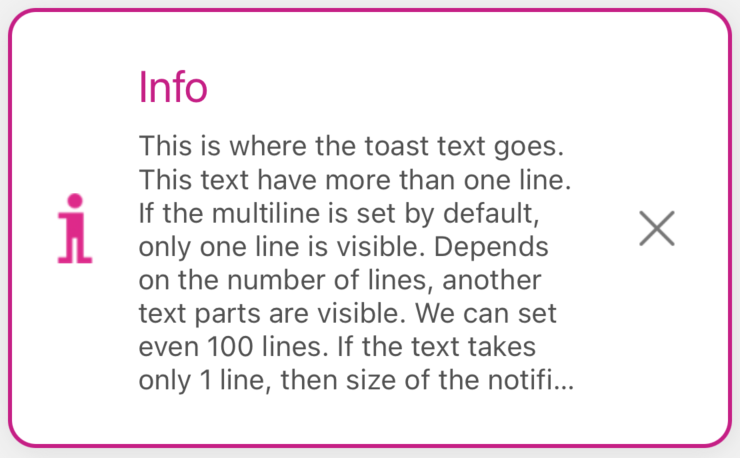 Info
This is where the toast text goes.
This text have more than one line.
If the multiline is set by default,
only one line is visible. Depends
on the number of lines, another
text parts are visible. We can set
even 100 lines. If the text takes
only 1 line, then size of the notifi...